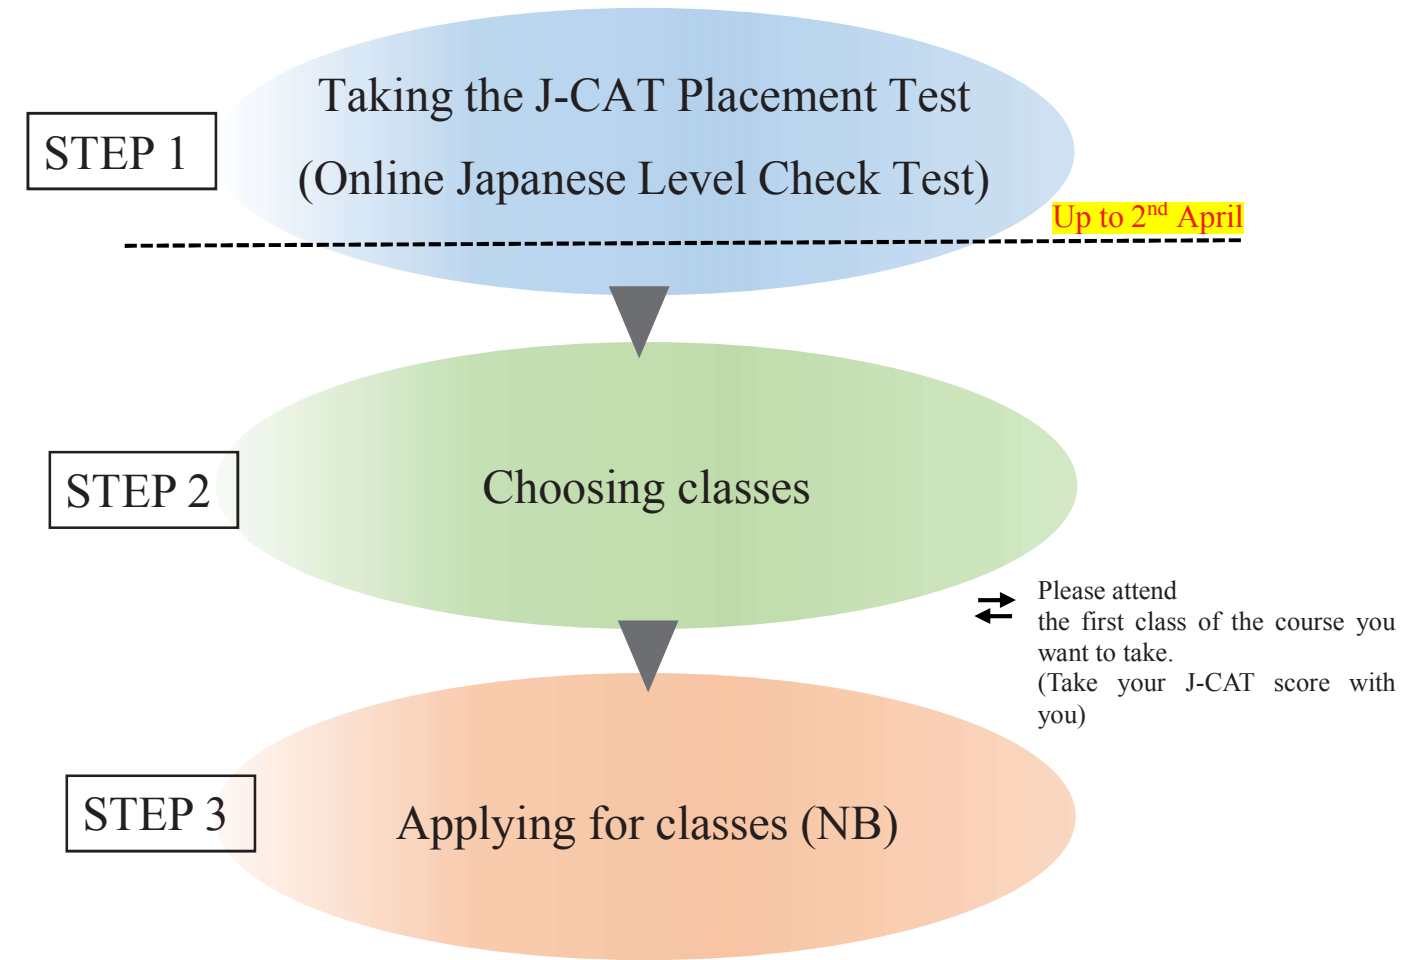 STEP 1
Taking the J-CAT Placement Test
(Online Japanese Level Check Test)
Up to 2nd April
STEP 2
Choosing classes
Please attend
the first class of the course you
want to take.
(Take your J-CAT score with
you)
STEP 3
Applying for classes (NB)